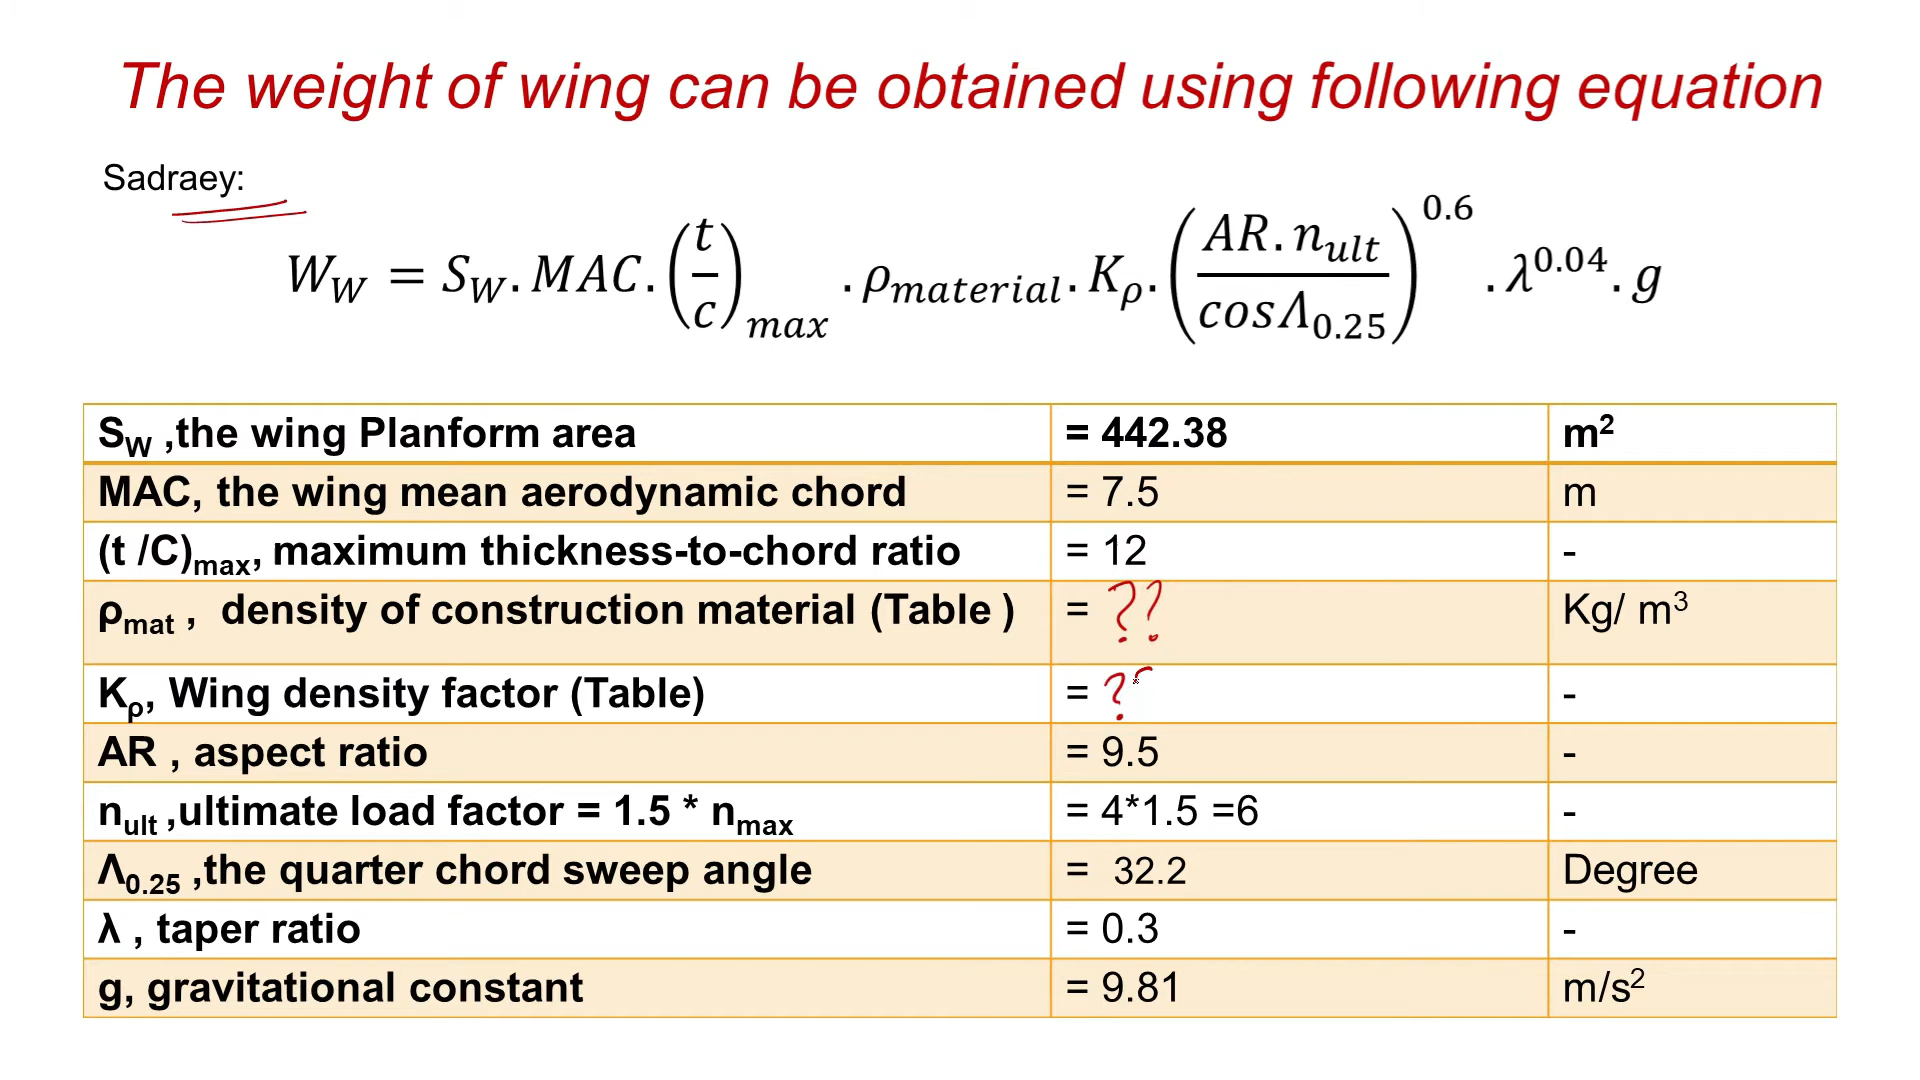 The weight of wing can be obtained using following equation
Sadraey:
W_W = S_W . MAC . (t/c)_max . ρ_material . K_ρ . (AR . n_ult / cosΛ_0.25)^0.6 . λ^0.04 . g
S_W ,the wing Planform area = 442.38 m²
MAC, the wing mean aerodynamic chord = 7.5 m
(t /C)_max, maximum thickness-to-chord ratio = 12 -
ρ_mat , density of construction material (Table ) = ?? Kg/ m³
K_ρ, Wing density factor (Table) = ? -
AR , aspect ratio = 9.5 -
n_ult ,ultimate load factor = 1.5 * n_max = 4*1.5 =6 -
Λ_0.25 ,the quarter chord sweep angle = 32.2 Degree
λ , taper ratio = 0.3 -
g, gravitational constant = 9.81 m/s²